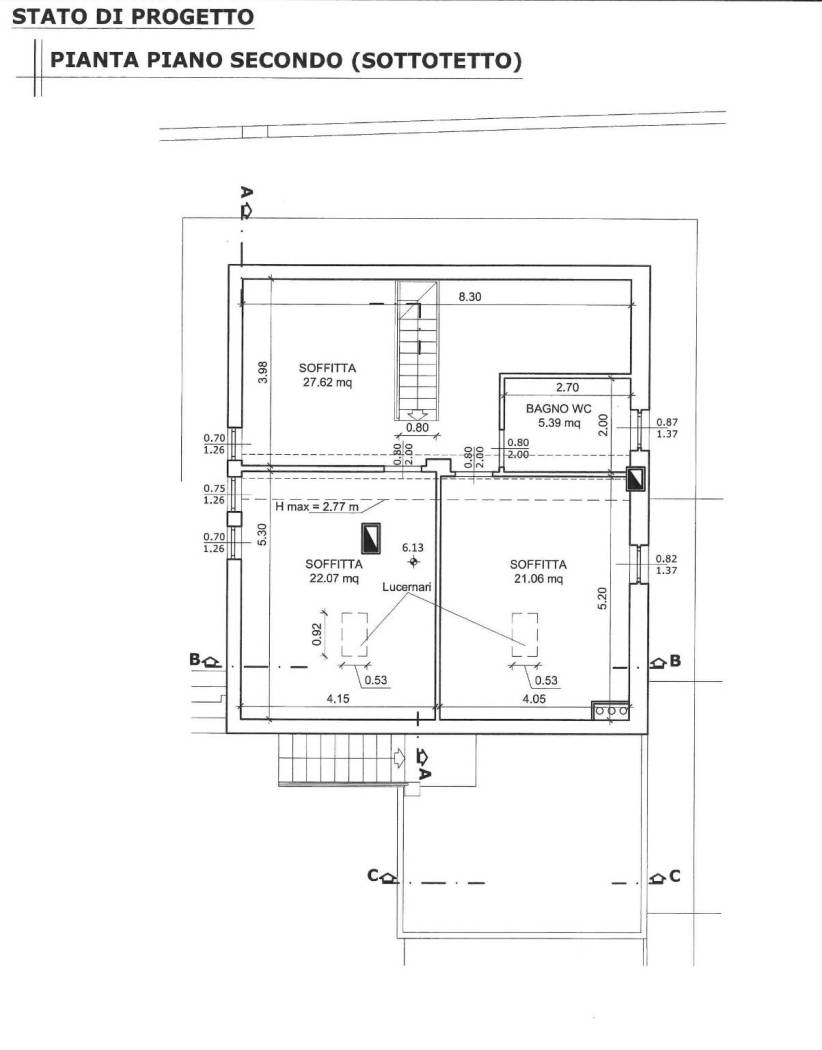 STATO DI PROGETTO
PIANTA PIANO SECONDO (SOTTOTETTO)
A
8.30
3.98
SOFFITTA
27.62 mq
2.70
BAGNO WC
5.39 mq
2.00
0.87
1.37
0.80
0.70
1.26
0.80
2.00
0.80
2.00
0.80
2.00
0.75
1.26
H max = 2.77 m
0.70
1.26
5.30
6.13
SOFFITTA
22.07 mq
SOFFITTA
21.06 mq
0.82
1.37
Lucernari
5.20
0.92
B
B
0.53
0.53
4.15
4.05
A
C
C